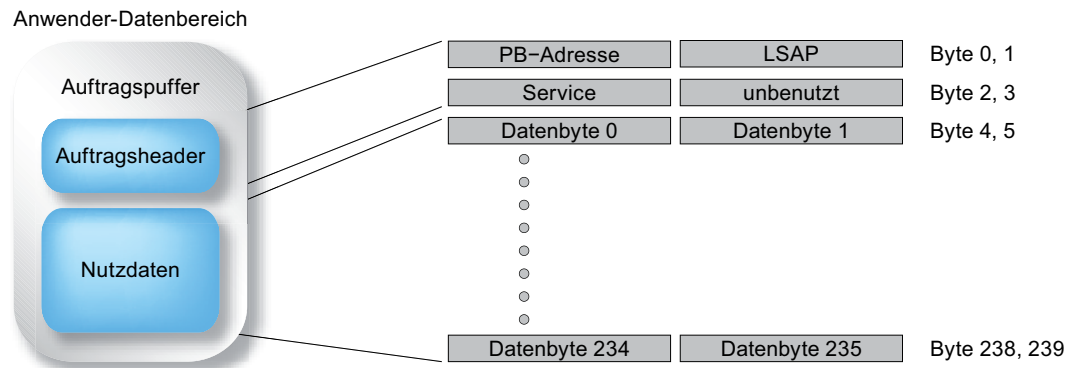 Anwender-Datenbereich
Auftragspuffer
Auftragsheader
Nutzdaten
PB−Adresse LSAP Byte 0, 1
Service unbenutzt Byte 2, 3
Datenbyte 0 Datenbyte 1 Byte 4, 5
Datenbyte 234 Datenbyte 235 Byte 238, 239